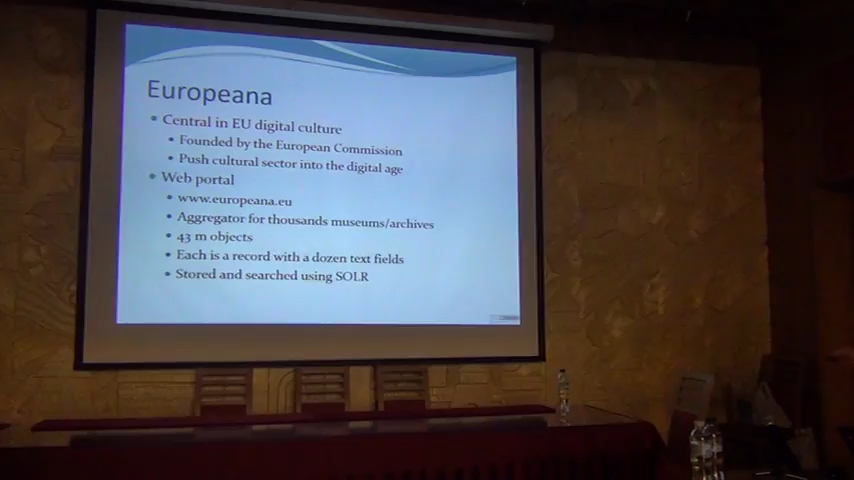 Europeana
• Central in EU digital culture
• Founded by the European Commission
• Push cultural sector into the digital age
• Web portal
• www.europeana.eu
• Aggregator for thousands museums/archives
• 43 m objects
• Each is a record with a dozen text fields
• Stored and searched using SOLR